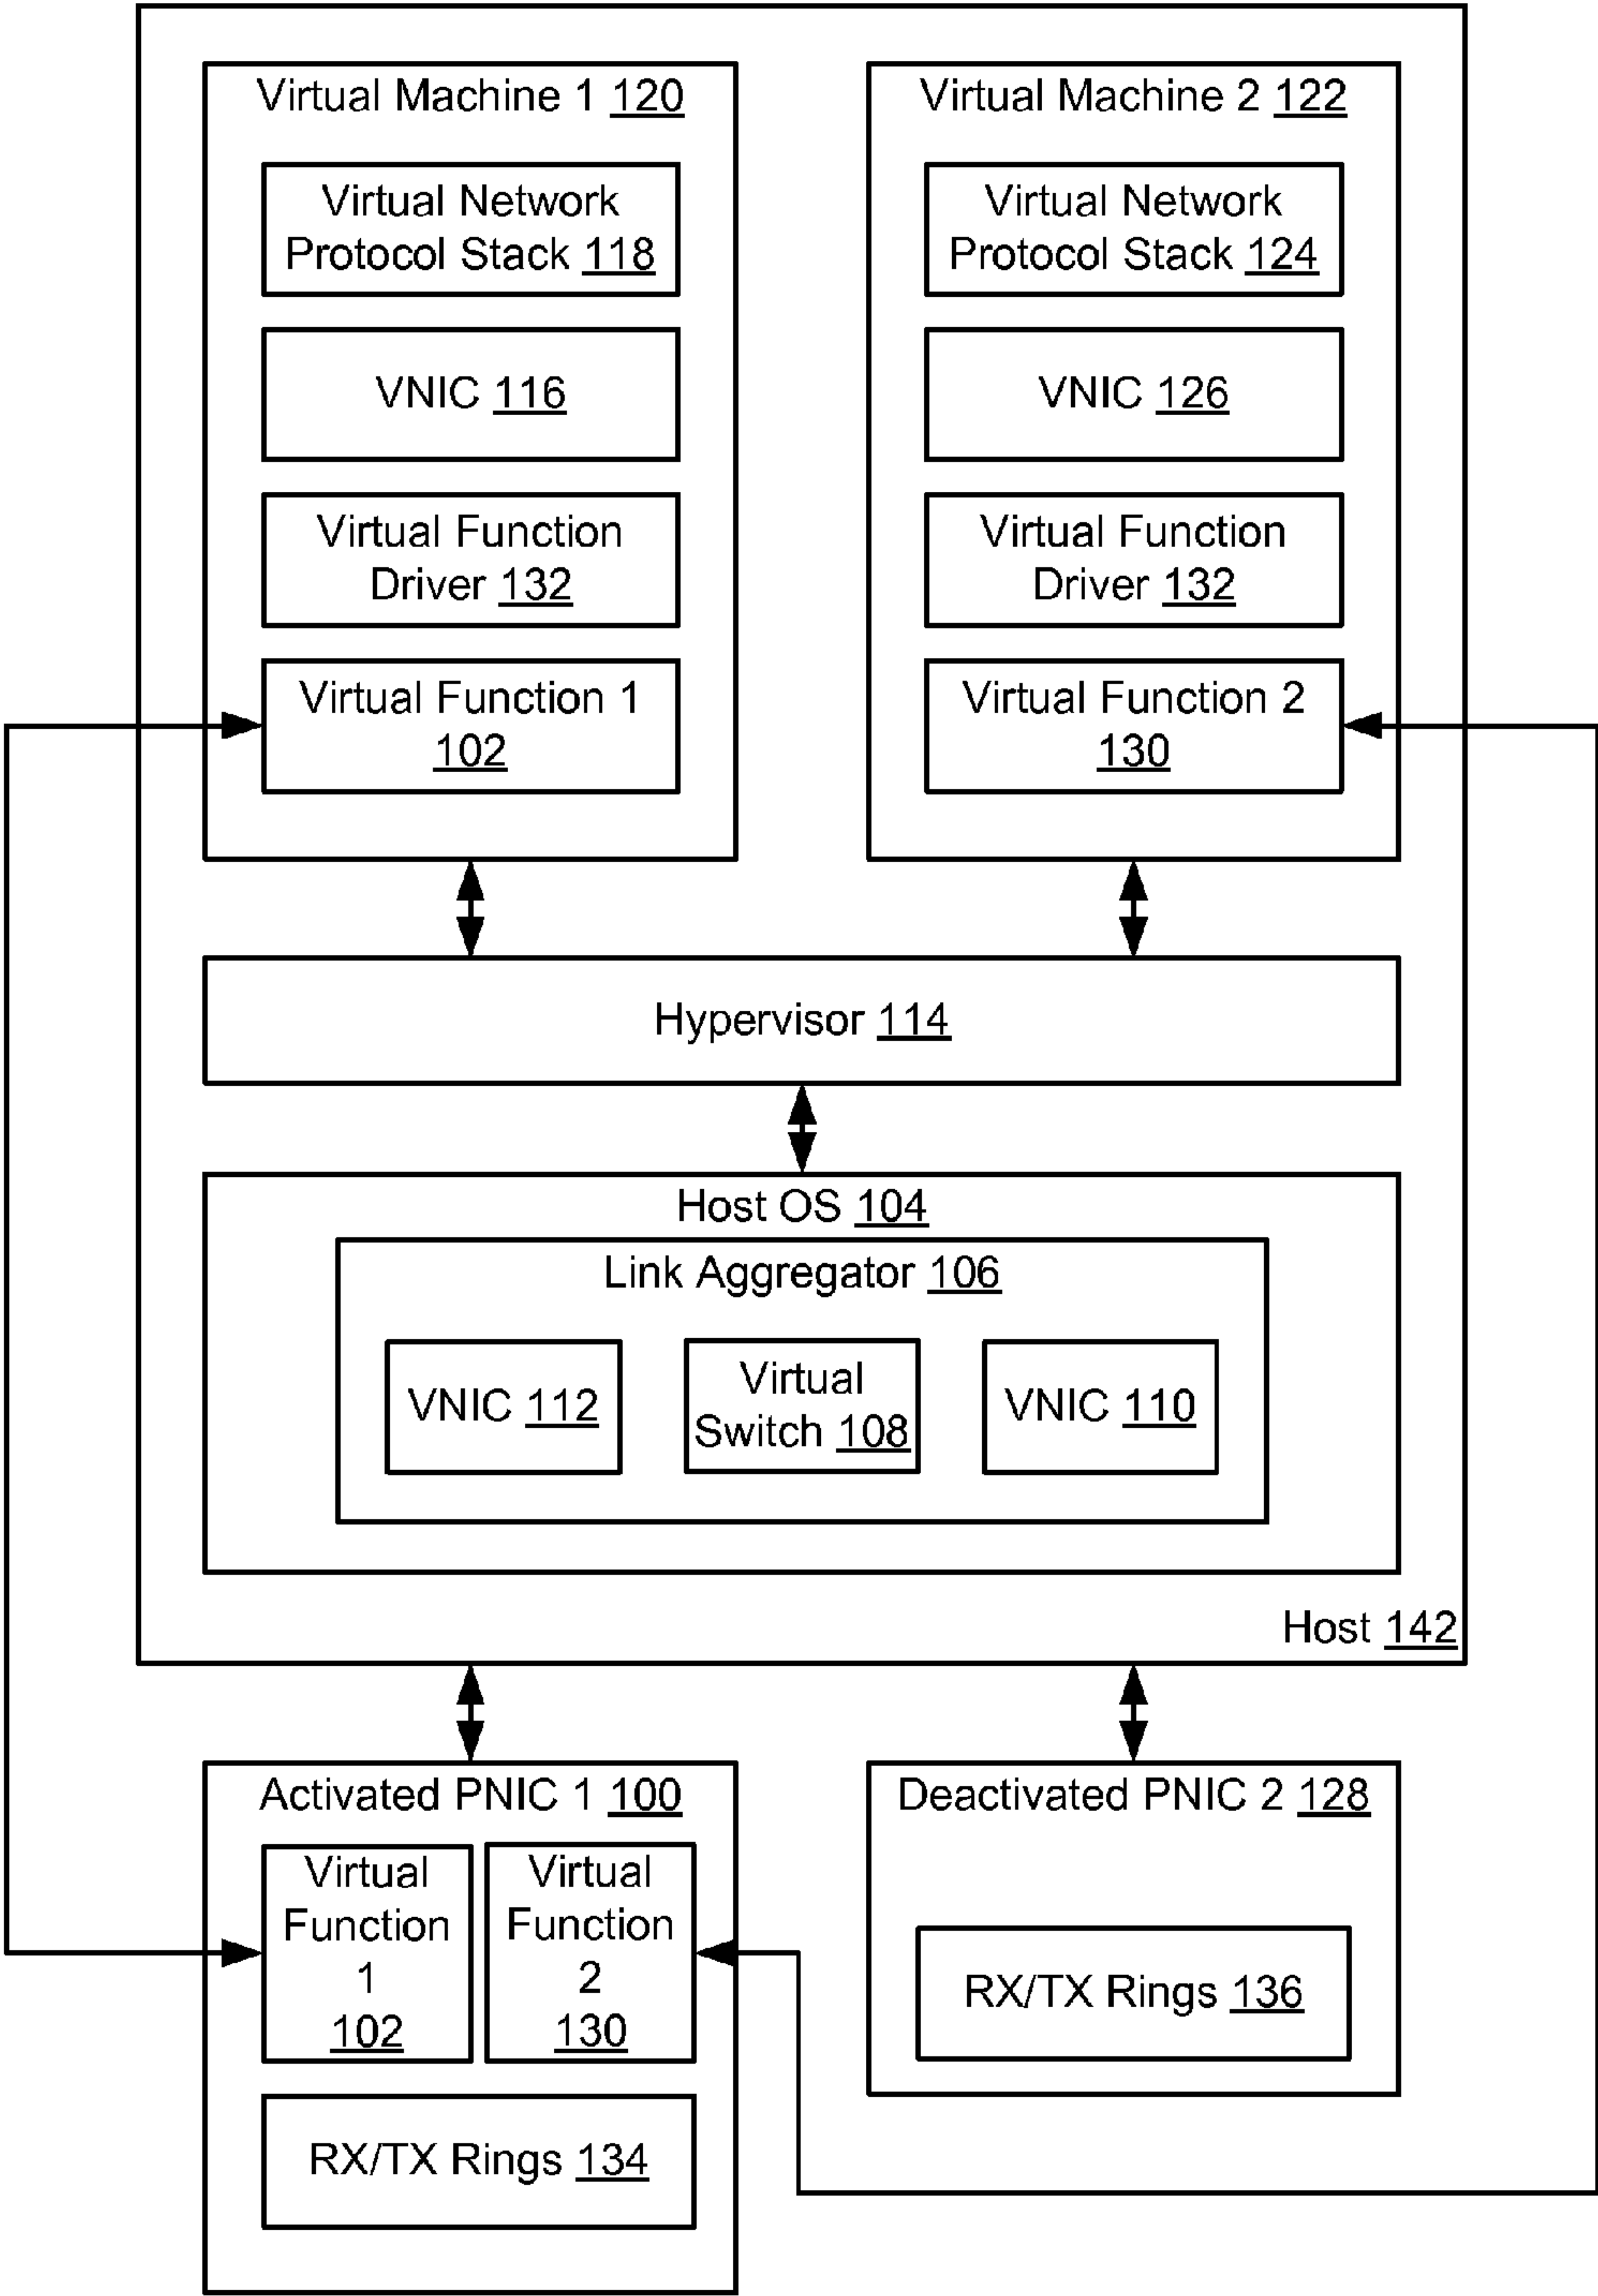 Virtual Machine 1 120
Virtual Network
Protocol Stack 118
VNIC 116
Virtual Function
Driver 132
Virtual Function 1
102
Virtual Machine 2 122
Virtual Network
Protocol Stack 124
VNIC 126
Virtual Function
Driver 132
Virtual Function 2
130
Hypervisor 114
Host OS 104
Link Aggregator 106
VNIC 112
Virtual
Switch 108
VNIC 110
Host 142
Activated PNIC 1 100
Virtual
Function
1
102
Virtual
Function
2
130
RX/TX Rings 134
Deactivated PNIC 2 128
RX/TX Rings 136